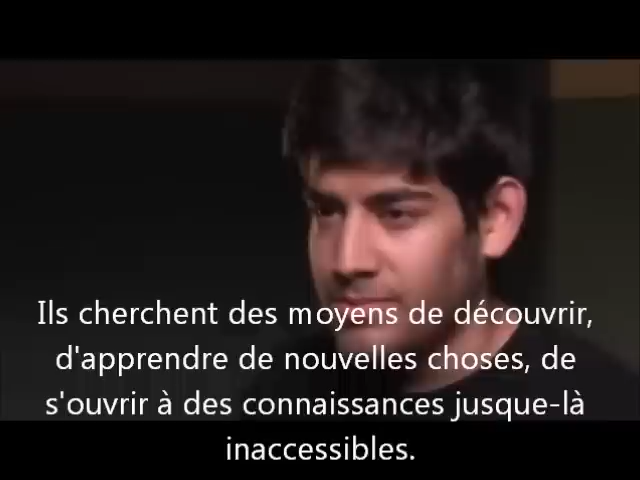 Ils cherchent des moyens de découvrir,
d'apprendre de nouvelles choses, de
s'ouvrir à des connaissances jusque-là
inaccessibles.